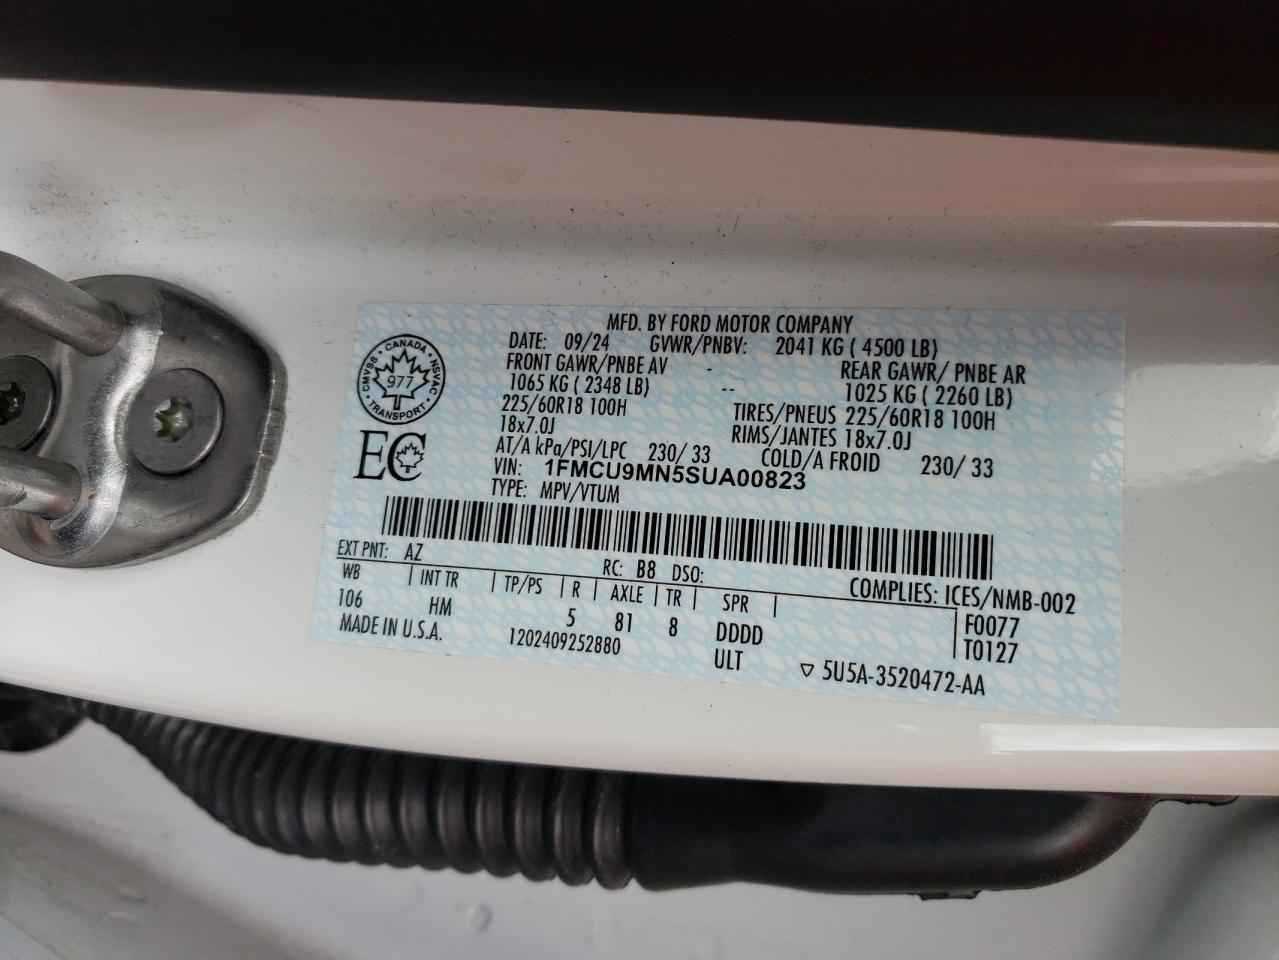 MFD. BY FORD MOTOR COMPANY
DATE: 09/24 GVWR/PNBV: 2041 KG ( 4500 LB)
FRONT GAWR/PNBE AV - REAR GAWR/ PNBE AR
1065 KG ( 2348 LB) -- 1025 KG ( 2260 LB)
225/60R18 100H TIRES/PNEUS 225/60R18 100H
18x7.0J RIMS/JANTES 18x7.0J
AT/A kPa/PSI/LPC 230/ 33 COLD/A FROID 230/ 33
VIN: 1FMCU9MN5SUA00823
TYPE: MPV/VTUM
CANADA
CMVSS NSVAC
977
TRANSPORT
EC
EXT PNT: AZ RC: B8 DSO: COMPLIES: ICES/NMB-002
WB INT TR TP/PS R AXLE TR SPR F0077
106 HM 5 81 8 DDDD T0127
MADE IN U.S.A. 1202409252880 ULT 5U5A-3520472-AA